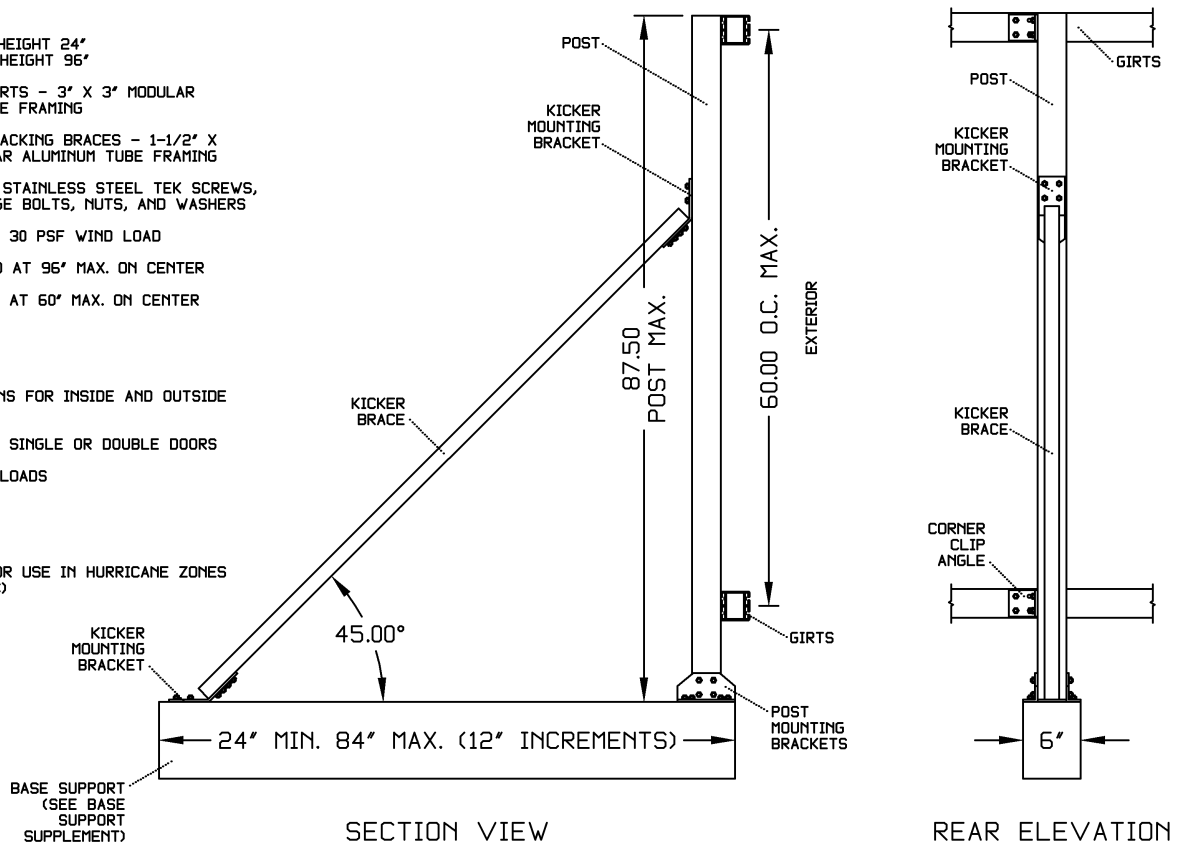 HEIGHT 24"
HEIGHT 96"
RTS - 3" X 3" MODULAR
E FRAMING
ACKING BRACES - 1-1/2" X
AR ALUMINUM TUBE FRAMING
STAINLESS STEEL TEK SCREWS,
GE BOLTS, NUTS, AND WASHERS
30 PSF WIND LOAD
D AT 96" MAX. ON CENTER
AT 60" MAX. ON CENTER
NS FOR INSIDE AND OUTSIDE
SINGLE OR DOUBLE DOORS
LOADS
OR USE IN HURRICANE ZONES
POST
KICKER
MOUNTING
BRACKET
87.50
POST MAX.
60.00 O.C. MAX.
EXTERIOR
KICKER
BRACE
45.00°
KICKER
MOUNTING
BRACKET
GIRTS
POST
MOUNTING
BRACKETS
24" MIN. 84" MAX. (12" INCREMENTS)
BASE SUPPORT
(SEE BASE
SUPPORT
SUPPLEMENT)
SECTION VIEW
GIRTS
POST
KICKER
MOUNTING
BRACKET
KICKER
BRACE
CORNER
CLIP
ANGLE
6"
REAR ELEVATION